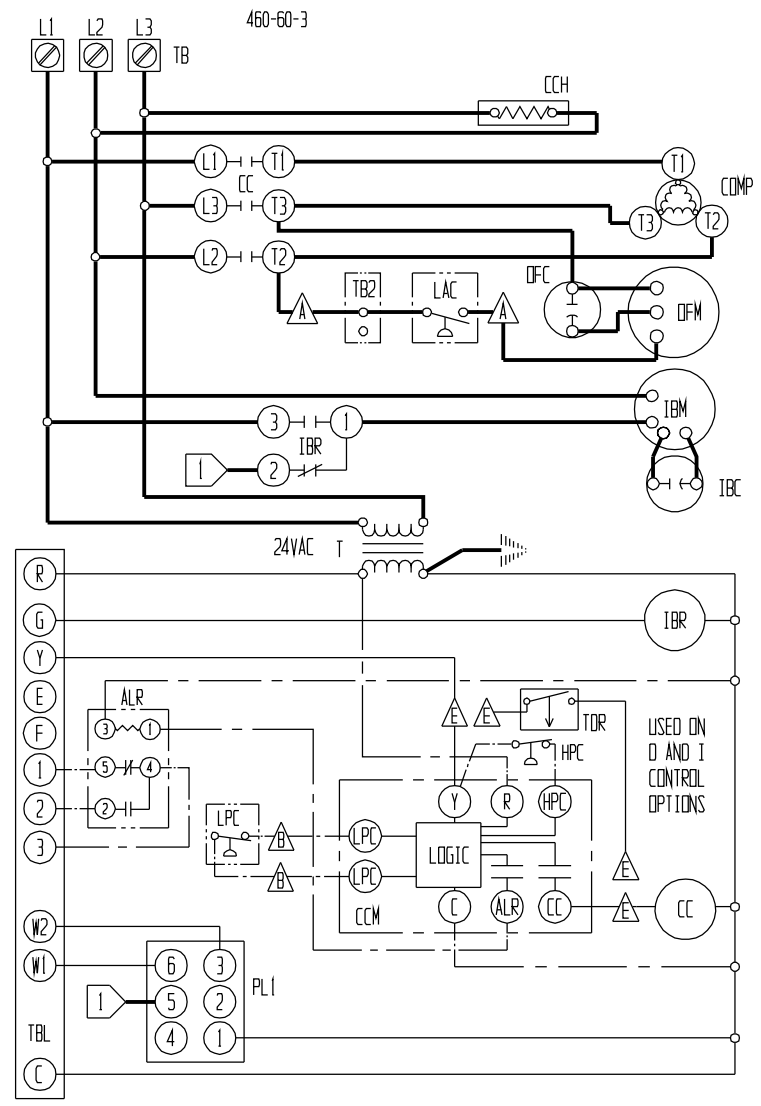 460-60-3
L1 L2 L3
TB
CCH
L1 T1 T1
CC COMP
L3 T3 T3 T2
L2 T2
OFC
TB2 LAC
A A OFM
IBM
3 1
IBR
1 2
IBC
24VAC T
R
G IBR
Y
E ALR E E
3 1 TOR
F
HPC
USED ON
O AND I
CONTROL
OPTIONS
1 5 4
Y R HPC
2 2
LPC
B LPC
3 LOGIC
E
B LPC
C ALR CC E CC
CCM
W2
W1 6 3
PL1
1 5 2
TBL 4 1
C